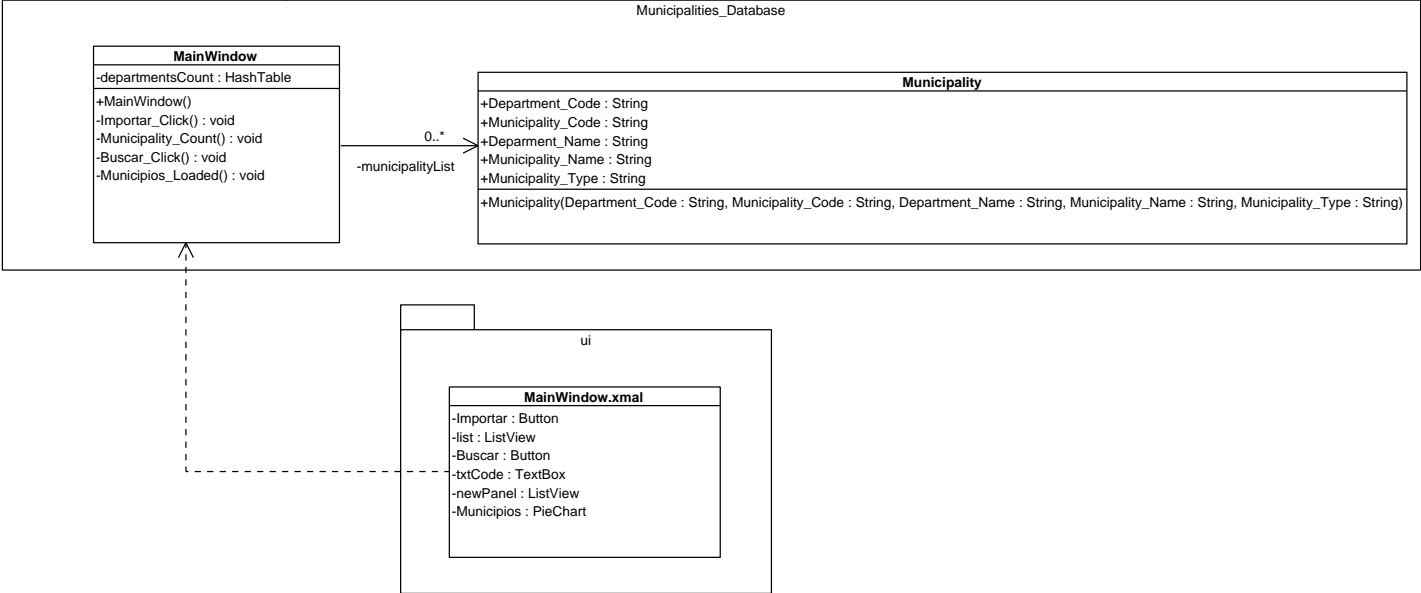 Municipalities_Database
MainWindow
-departmentsCount : HashTable
+MainWindow()
-Importar_Click() : void
-Municipality_Count() : void
-Buscar_Click() : void
-Municipios_Loaded() : void
0..*
-municipalityList
Municipality
+Department_Code : String
+Municipality_Code : String
+Deparment_Name : String
+Municipality_Name : String
+Municipality_Type : String
+Municipality(Department_Code : String, Municipality_Code : String, Department_Name : String, Municipality_Name : String, Municipality_Type : String)
ui
MainWindow.xmal
-Importar : Button
-list : ListView
-Buscar : Button
-txtCode : TextBox
-newPanel : ListView
-Municipios : PieChart